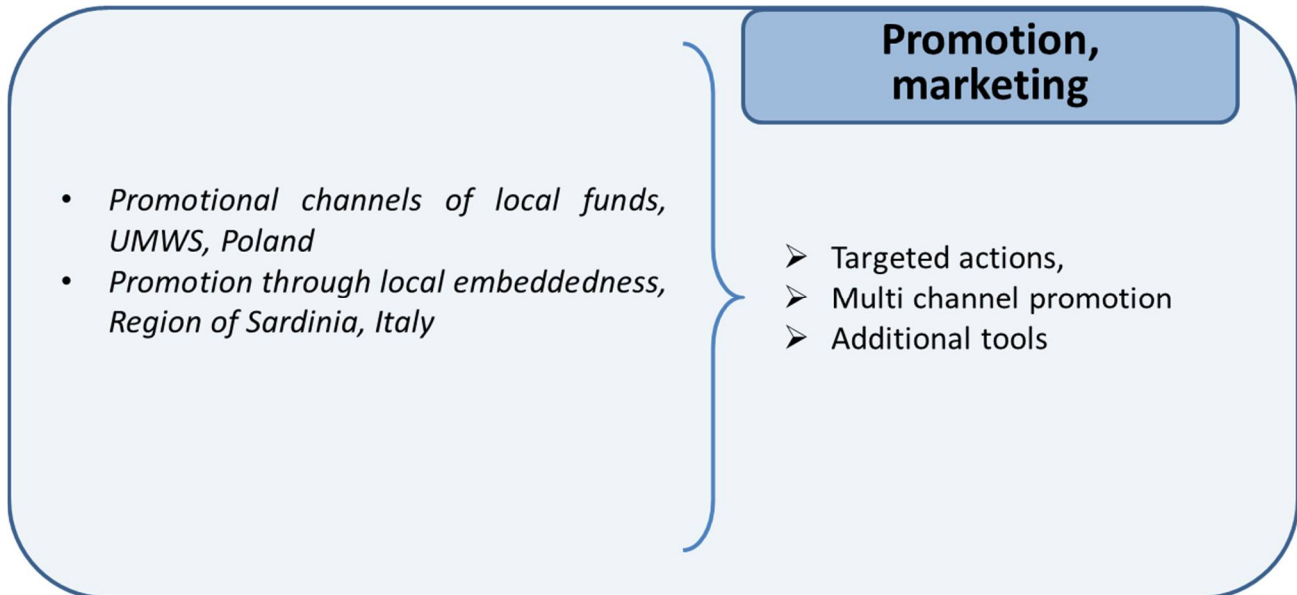 Promotion,
marketing
• Promotional channels of local funds,
UMWS, Poland
• Promotion through local embeddedness,
Region of Sardinia, Italy
➢ Targeted actions,
➢ Multi channel promotion
➢ Additional tools